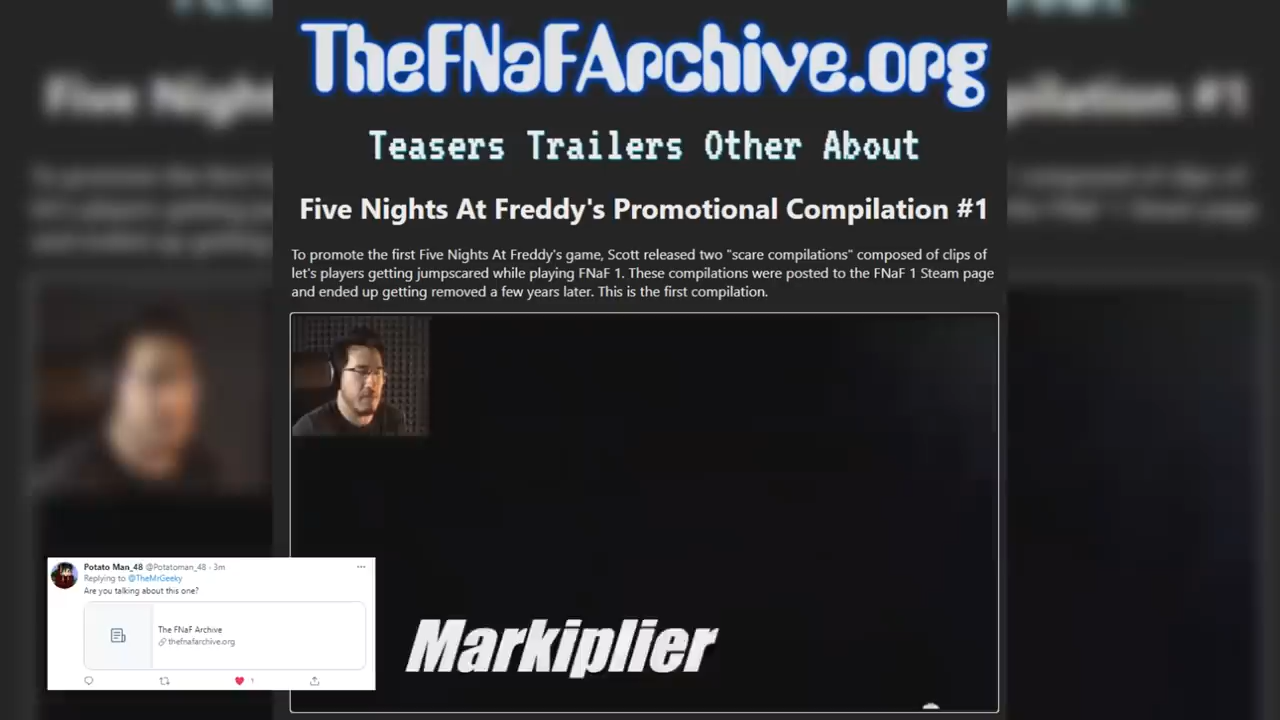 TheFNaFArchive.org
Teasers Trailers Other About
Five Nights At Freddy's Promotional Compilation #1
To promote the first Five Nights At Freddy's game, Scott released two "scare compilations" composed of clips of
let's players getting jumpscared while playing FNaF 1. These compilations were posted to the FNaF 1 Steam page
and ended up getting removed a few years later. This is the first compilation.
Markiplier
Potato Man_48 @Potatoman_48 · 3m
Replying to @TheMrGeeky
Are you talking about this one?
The FNaF Archive
thefnafarchive.org
1